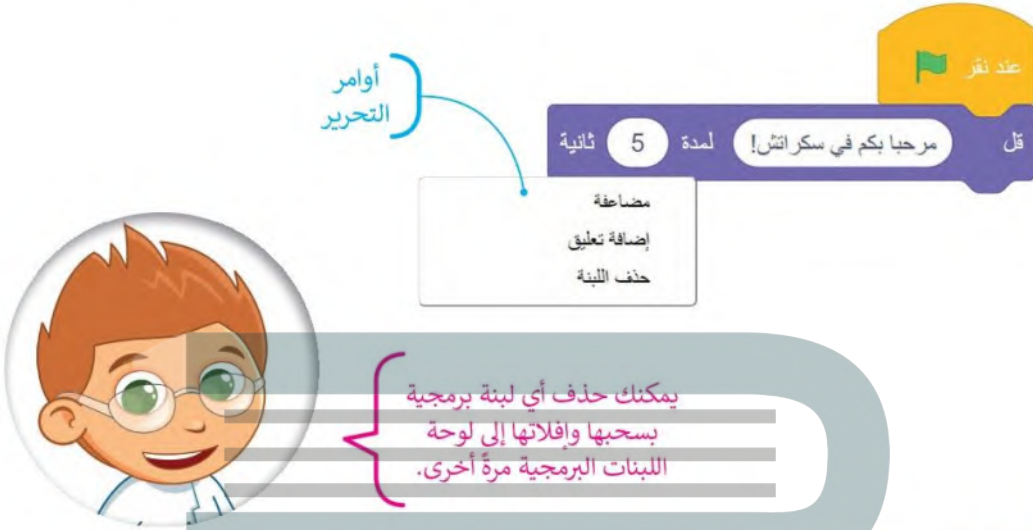 عند نقر
قل مرحبا بكم في سكراتش! لمدة 5 ثانية
أوامر
التحرير
مضاعفة
إضافة تعليق
حذف اللبنة
يمكنك حذف أي لبنة برمجية
بسحبها وإفلاتها إلى لوحة
اللبنات البرمجية مرةً أخرى.